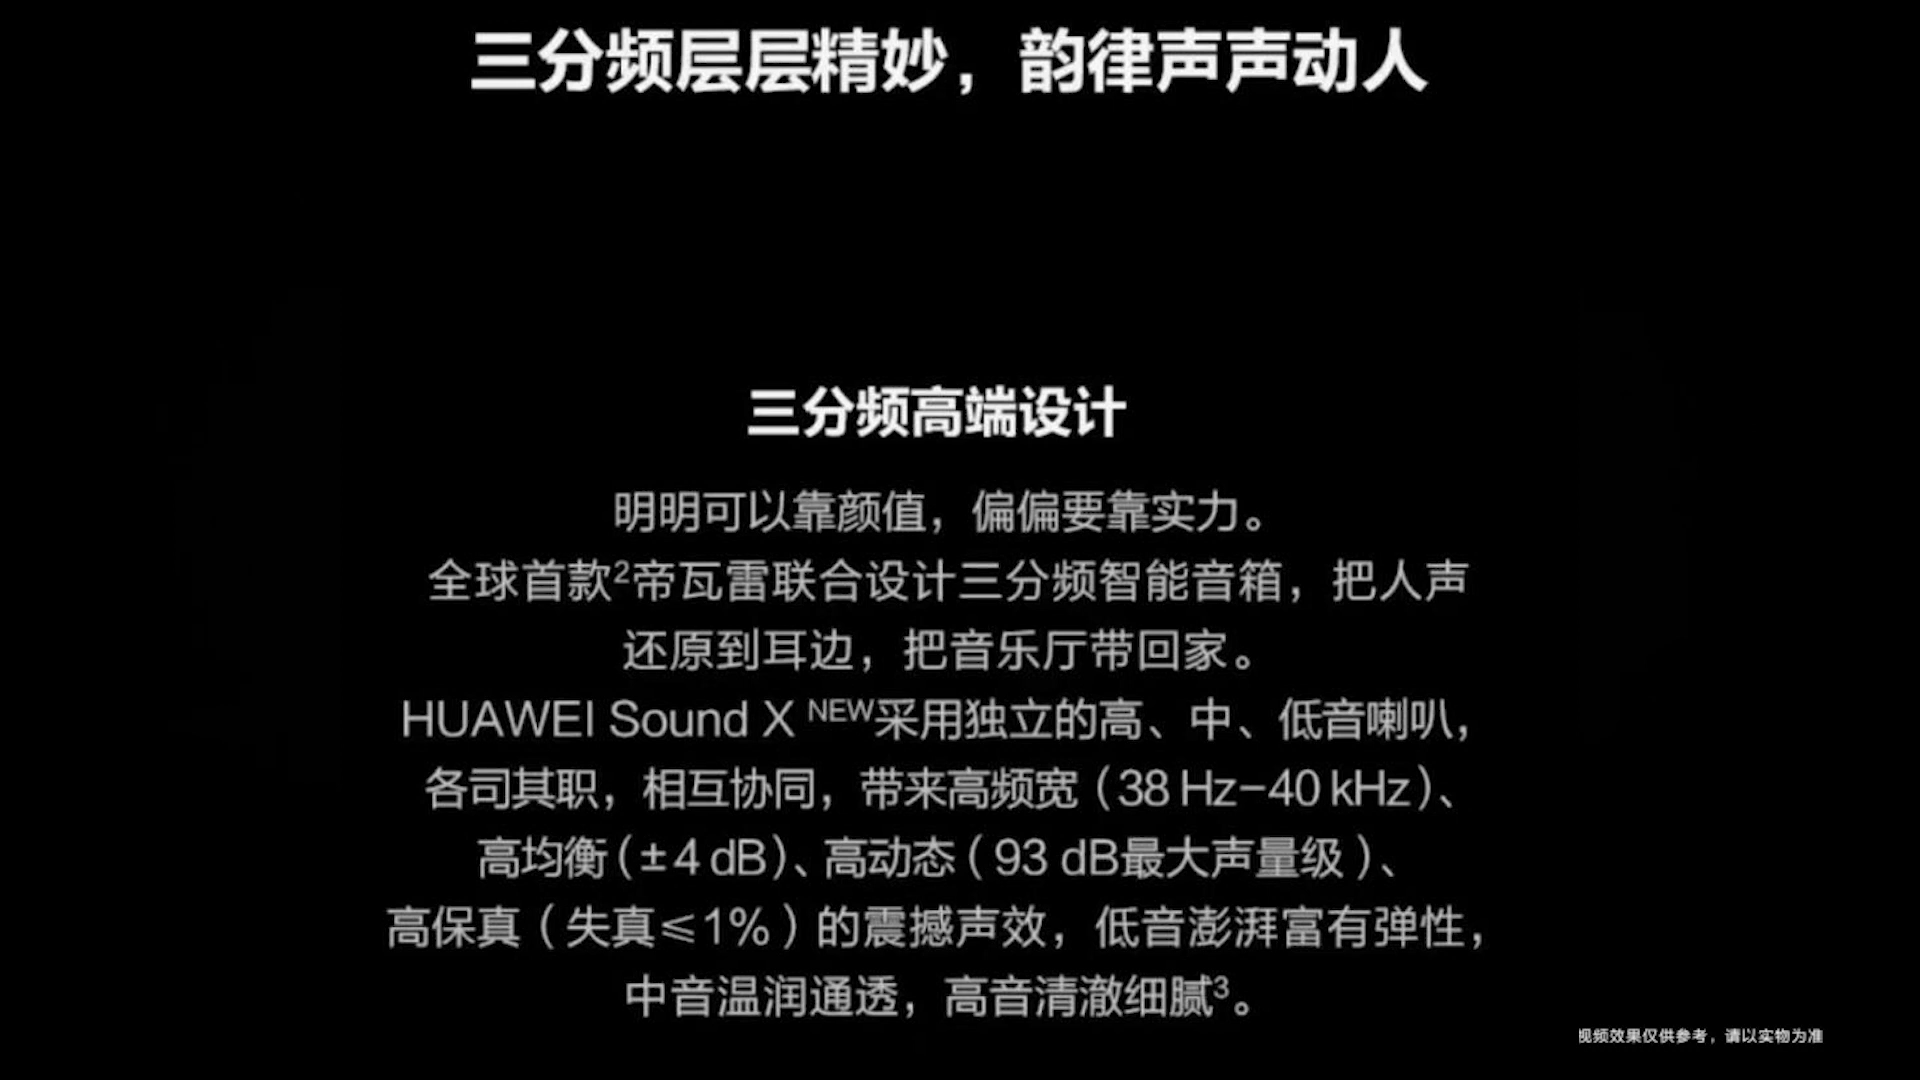 三分频层层精妙，韵律声声动人
三分频高端设计
明明可以靠颜值，偏偏要靠实力。
全球首款²帝瓦雷联合设计三分频智能音箱，把人声
还原到耳边，把音乐厅带回家。
HUAWEI Sound X ᴺᴱᵂ采用独立的高、中、低音喇叭，
各司其职，相互协同，带来高频宽（38 Hz–40 kHz）、
高均衡（±4 dB）、高动态（93 dB最大声量级）、
高保真（失真≤1%）的震撼声效，低音澎湃富有弹性，
中音温润通透，高音清澈细腻³。
视频效果仅供参考，请以实物为准